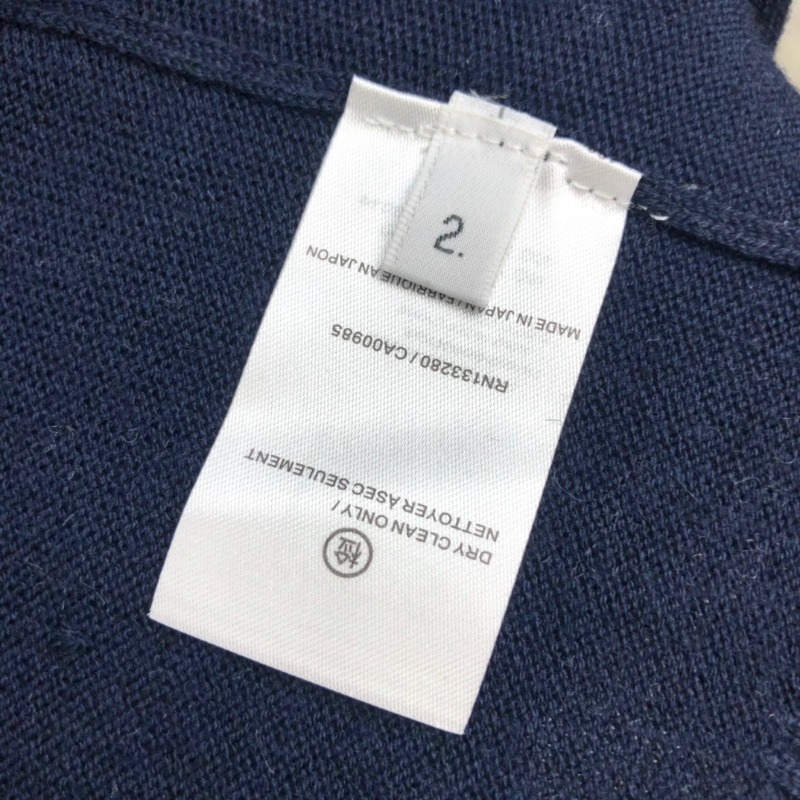 2.
DRY CLEAN ONLY /
NETTOYER ASEC SEULEMENT
RN133280 / CA00985
MADE IN JAPAN / FABRIQUE AN JAPON